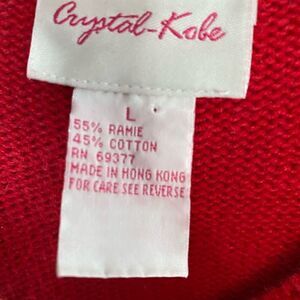 Crystal-Kobe
L
55% RAMIE
45% COTTON
RN 69377
MADE IN HONG KONG
FOR CARE SEE REVERSE